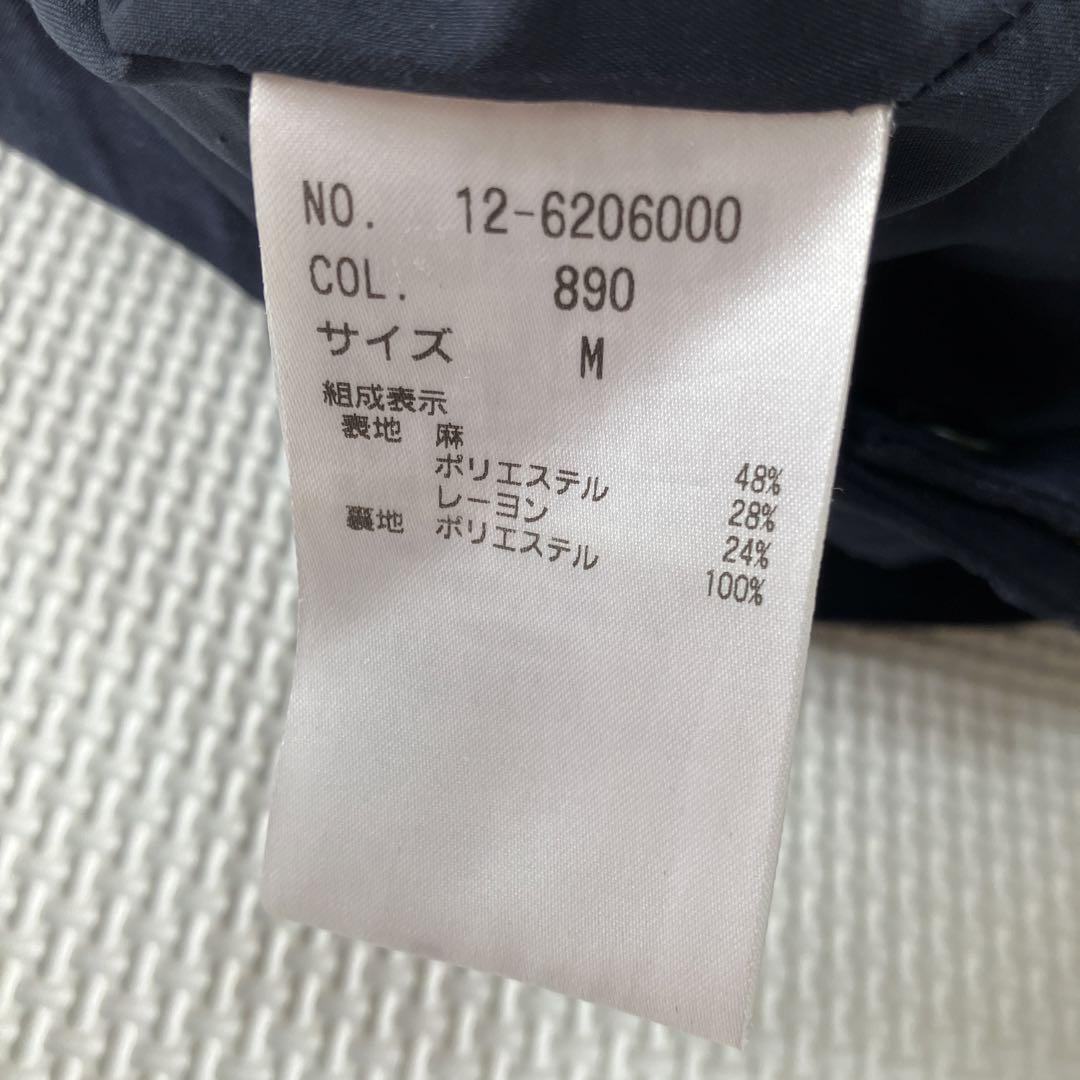 NO. 12-6206000
COL. 890
サイズ M
組成表示
表地 麻 48%
ポリエステル 28%
レーヨン 24%
裏地 ポリエステル 100%